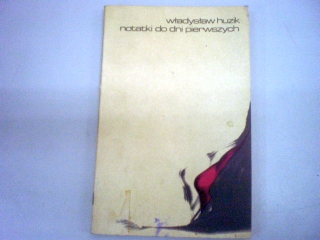 władysław huzik
notatki do dni pierwszych